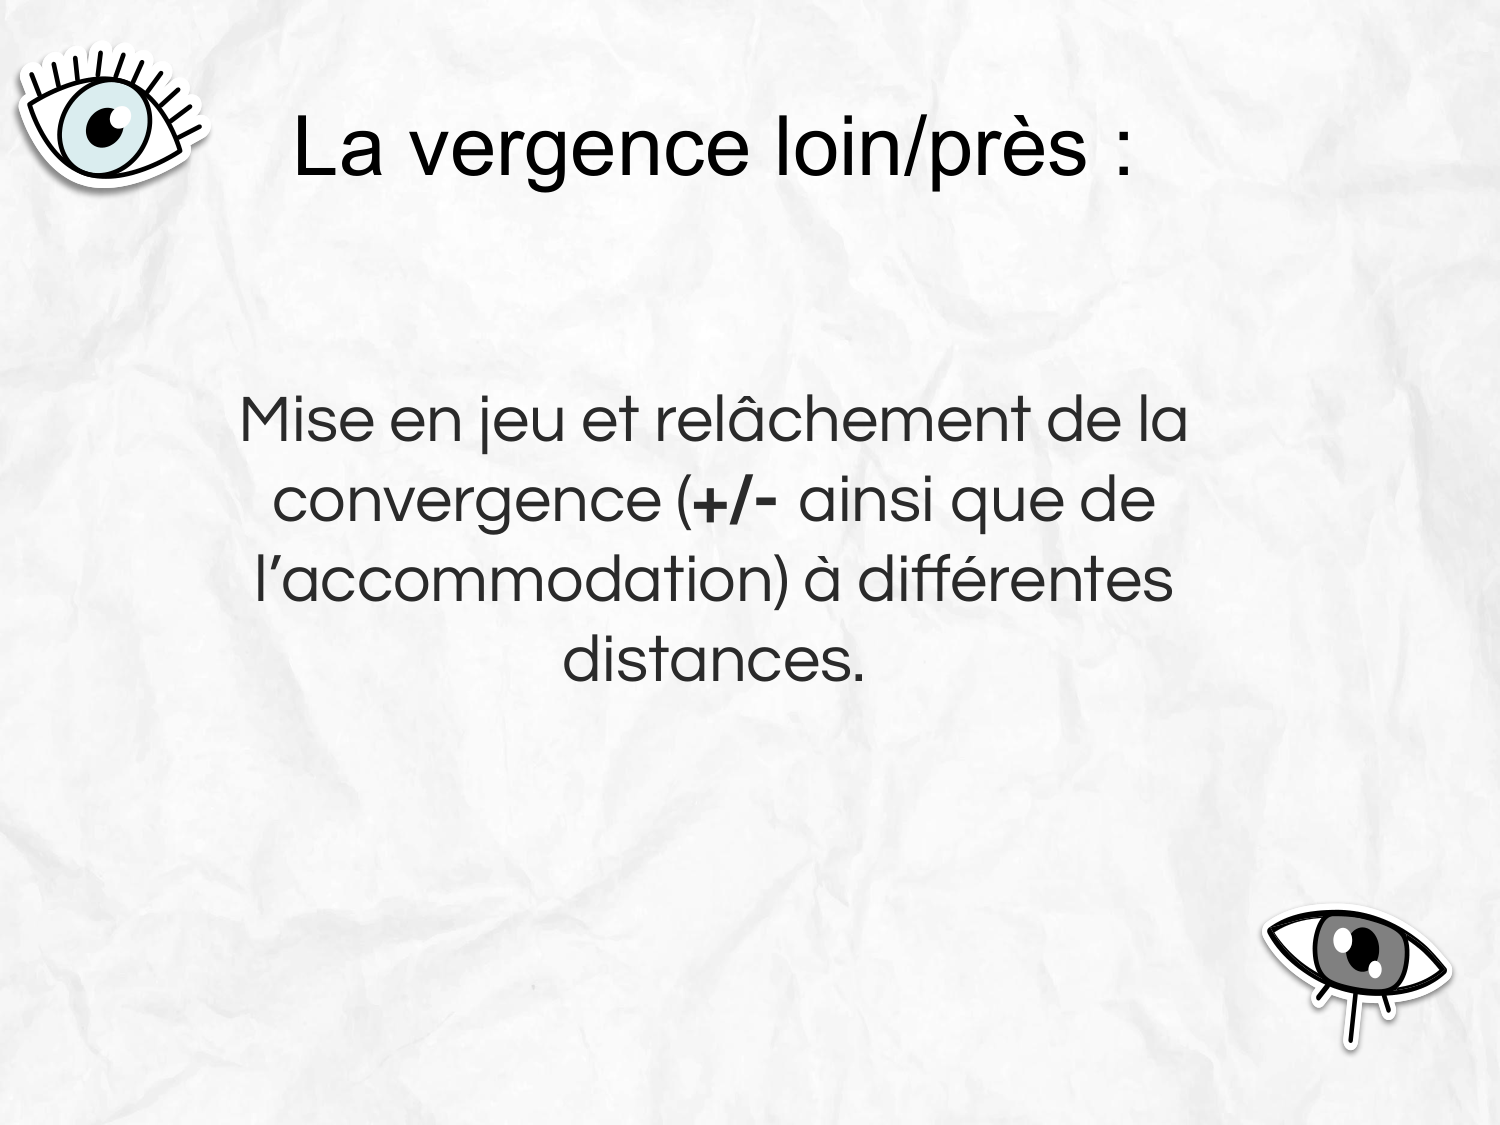 La vergence loin/près :
Mise en jeu et relâchement de la
convergence (+/- ainsi que de
l’accommodation) à différentes
distances.